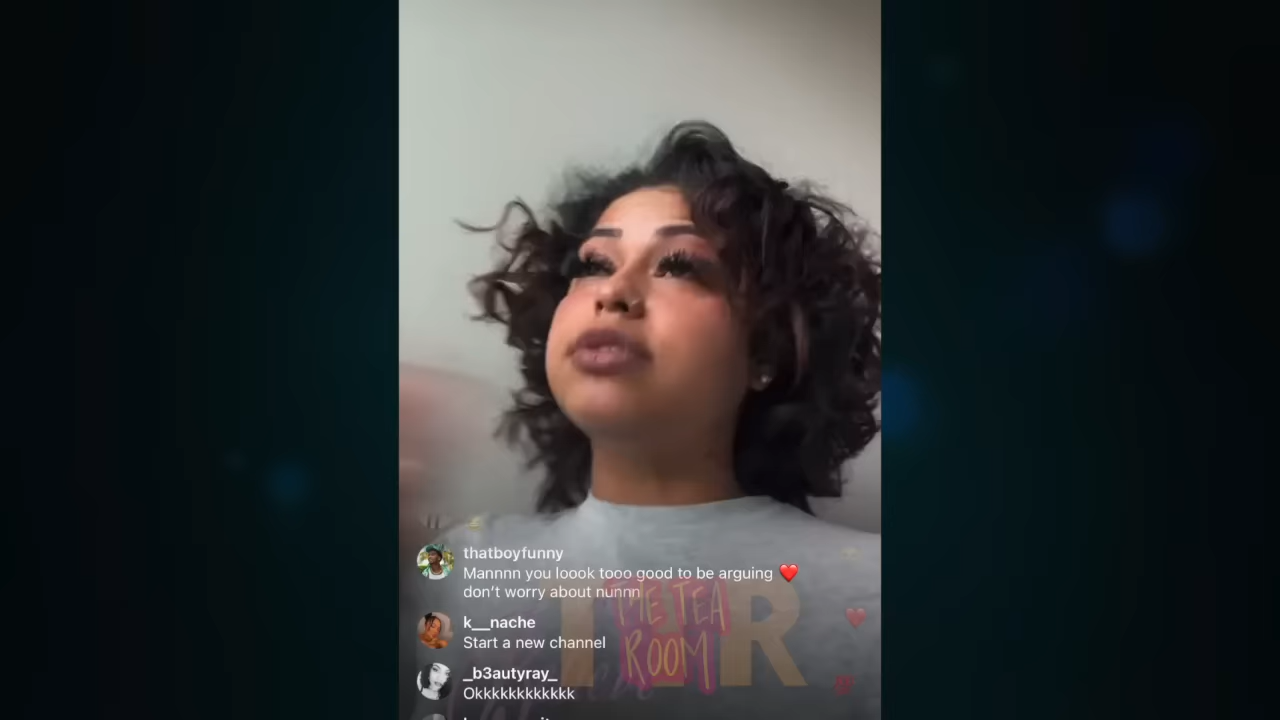 thatboyfunny
Mannnn you loook tooo good to be arguing ❤️
don't worry about nunnn
k__nache
Start a new channel
_b3autyray_
Okkkkkkkkkkkk
THE TEA
ROOM